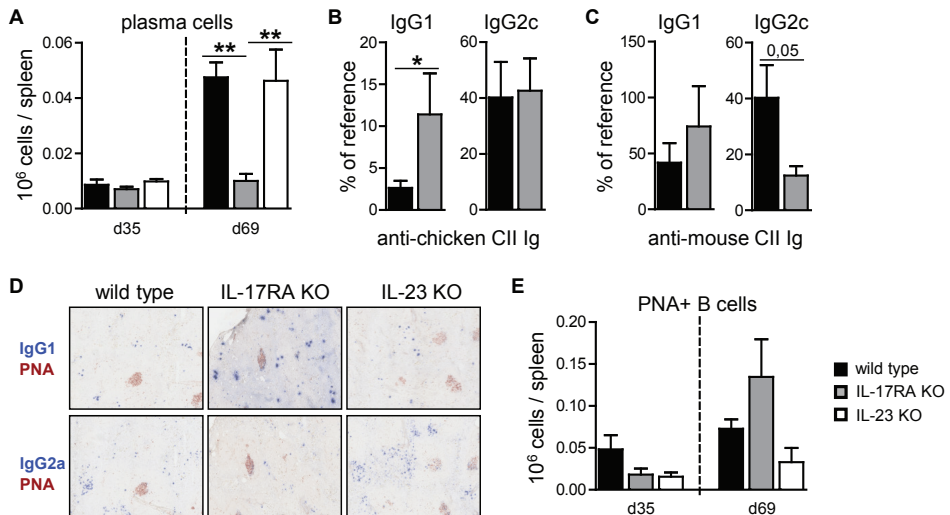 A
plasma cells
10⁶ cells / spleen
0.06
0.04
0.02
0.00
**
**
d35
d69
B
IgG1
IgG2c
% of reference
20
15
10
5
0
*
60
40
20
0
anti-chicken CII Ig
C
IgG1
IgG2c
% of reference
150
100
50
0
60
40
20
0
0,05
anti-mouse CII Ig
D
wild type
IL-17RA KO
IL-23 KO
IgG1
PNA
IgG2a
PNA
E
PNA+ B cells
10⁶ cells / spleen
0.20
0.15
0.10
0.05
0.00
d35
d69
wild type
IL-17RA KO
IL-23 KO